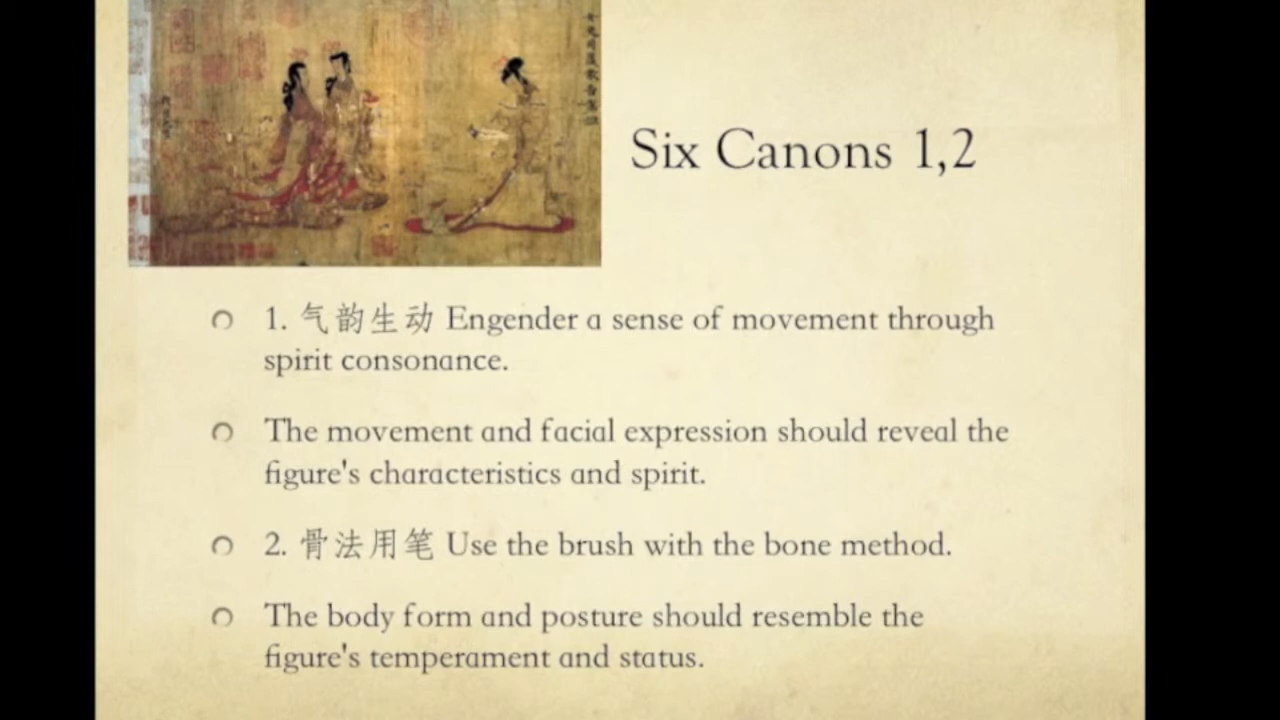 Six Canons 1,2
1. 气韵生动 Engender a sense of movement through
spirit consonance.
The movement and facial expression should reveal the
figure's characteristics and spirit.
2. 骨法用笔 Use the brush with the bone method.
The body form and posture should resemble the
figure's temperament and status.